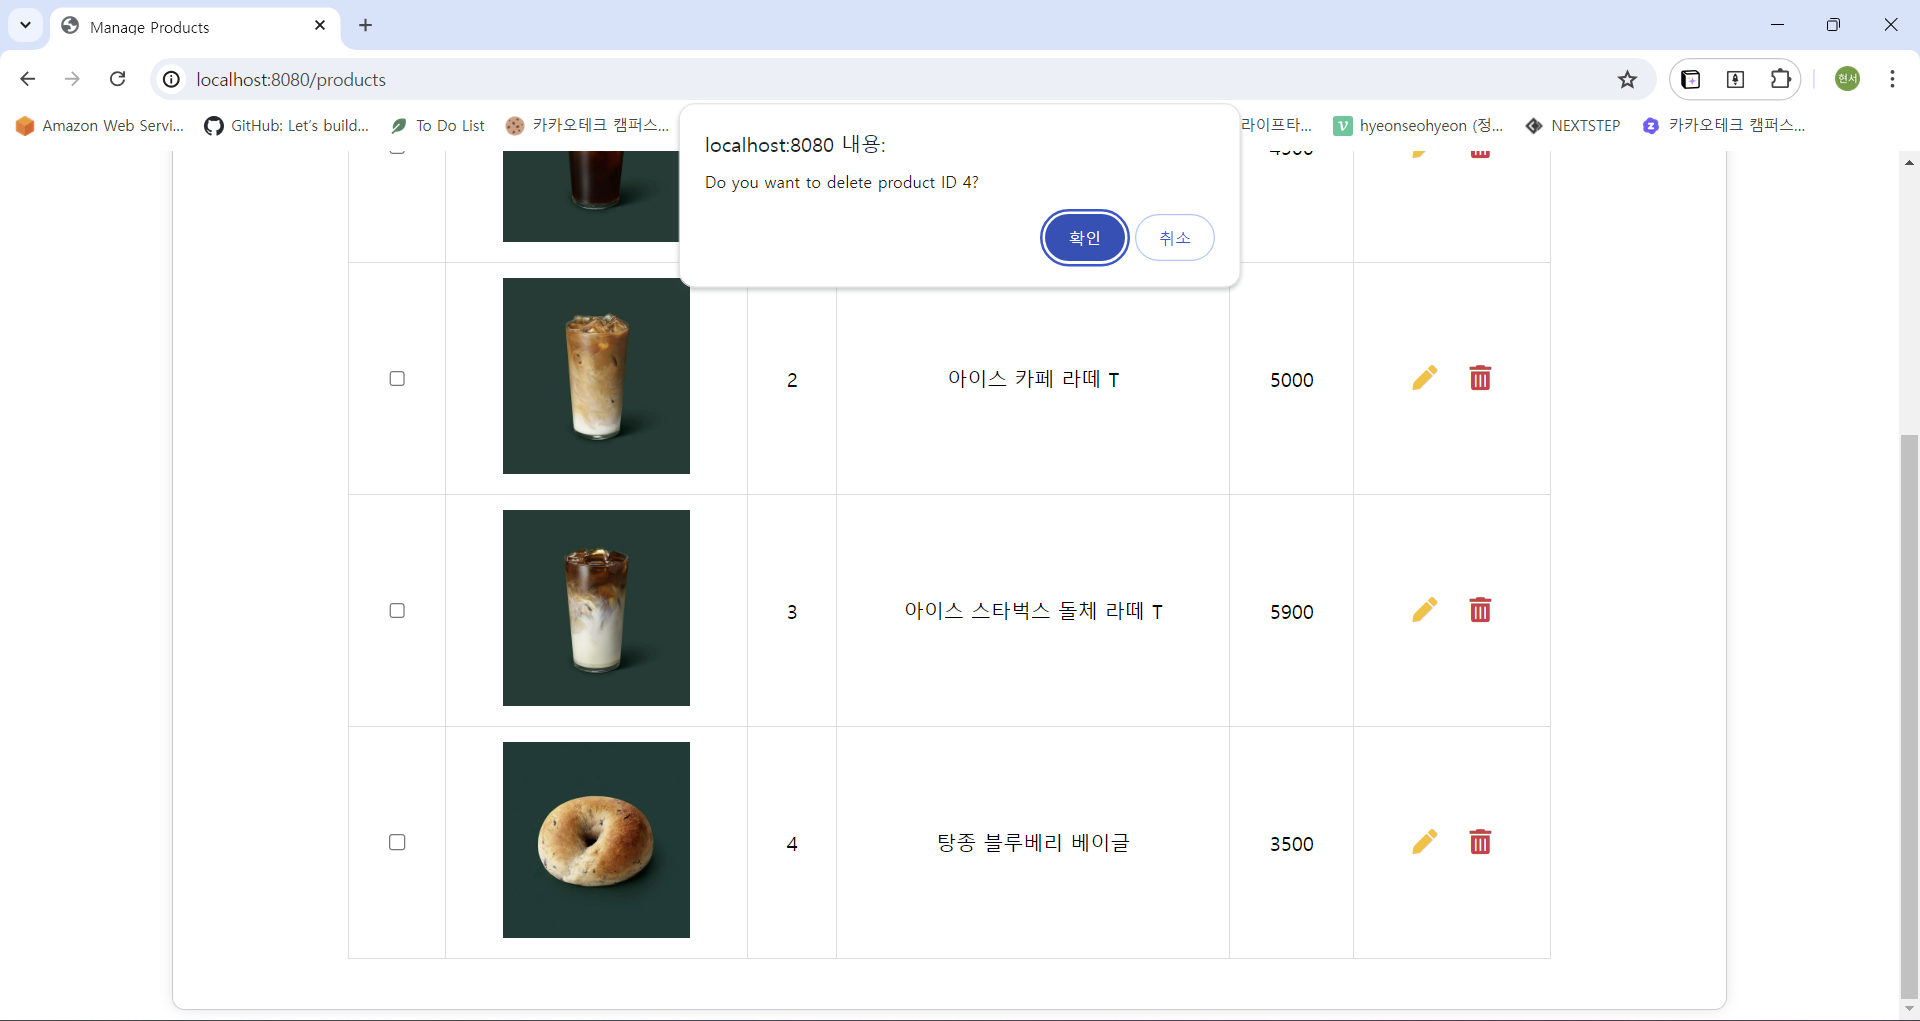 Manage Products
localhost:8080/products
현서
Amazon Web Servi...
GitHub: Let's build...
To Do List
카카오테크 캠퍼스...
라이프타...
hyeonseohyeon (정...
NEXTSTEP
카카오테크 캠퍼스...
localhost:8080 내용:
Do you want to delete product ID 4?
확인
취소
2
아이스 카페 라떼 T
5000
3
아이스 스타벅스 돌체 라떼 T
5900
4
탕종 블루베리 베이글
3500